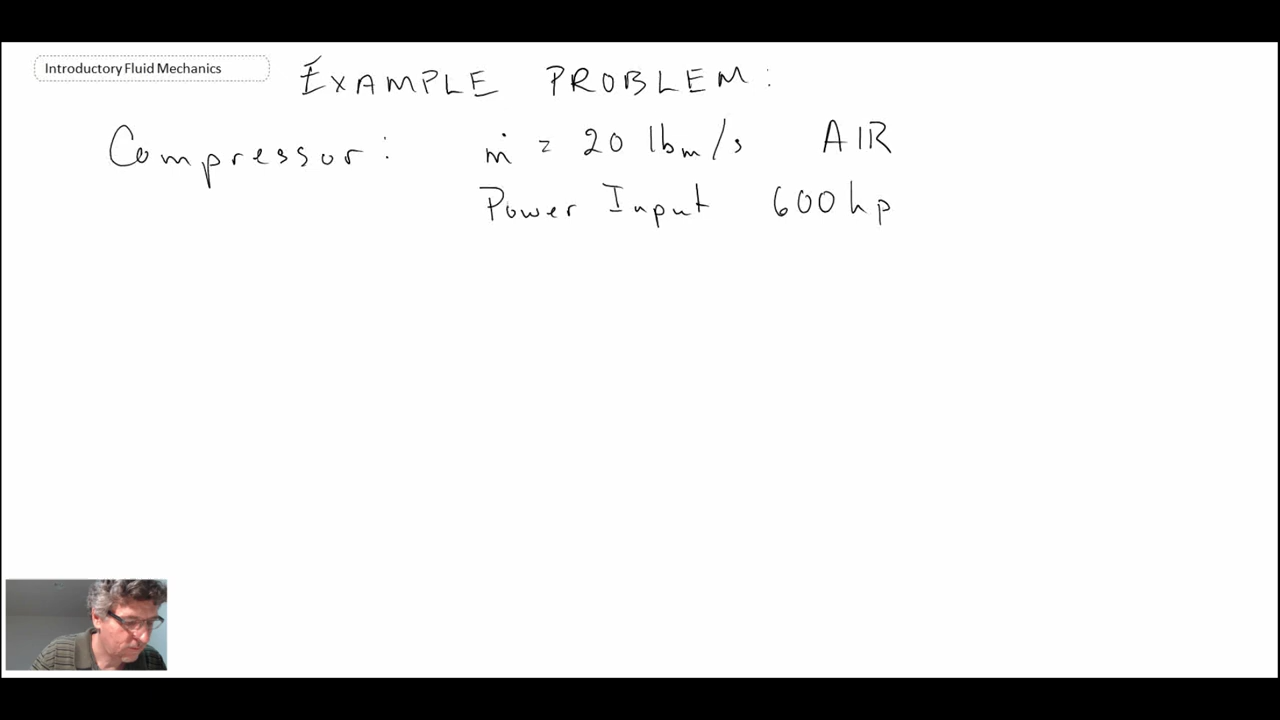 Introductory Fluid Mechanics
EXAMPLE PROBLEM:
Compressor: ṁ = 20 lbm/s AIR
Power Input 600 hp